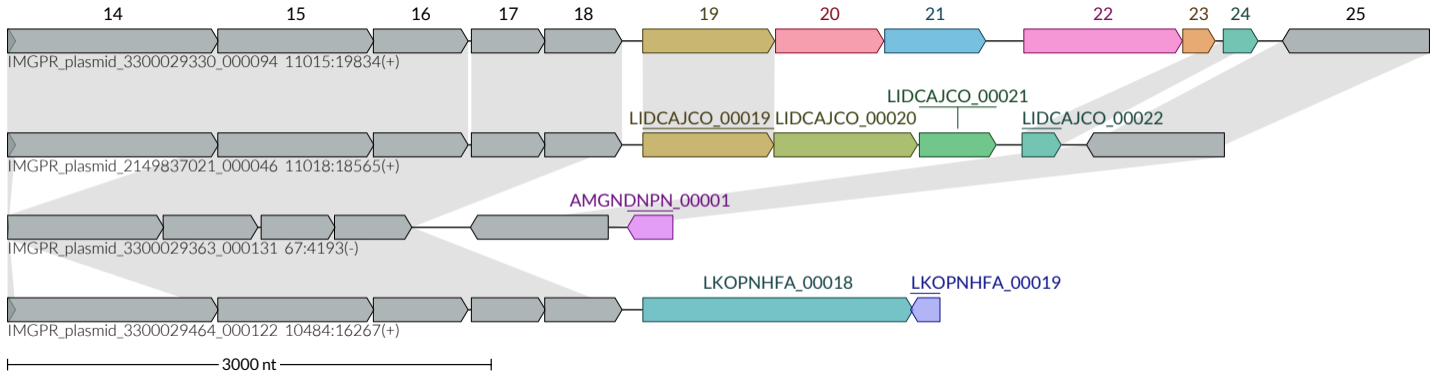 14 15 16 17 18 19 20 21 22 23 24 25
IMGPR_plasmid_3300029330_000094 11015:19834(+)
LIDCAJCO_00021
LIDCAJCO_00019 LIDCAJCO_00020 LIDCAJCO_00022
IMGPR_plasmid_2149837021_000046 11018:18565(+)
AMGNDNPN_00001
IMGPR_plasmid_3300029363_000131 67:4193(-)
LKOPNHFA_00018 LKOPNHFA_00019
IMGPR_plasmid_3300029464_000122 10484:16267(+)
3000 nt